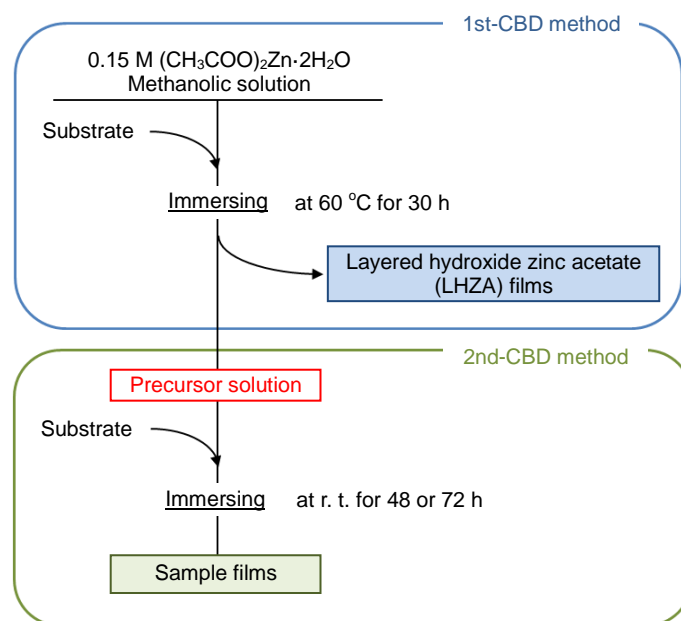 1st-CBD method
0.15 M (CH₃COO)₂Zn·2H₂O
Methanolic solution
Substrate
Immersing at 60 °C for 30 h
Layered hydroxide zinc acetate
(LHZA) films
2nd-CBD method
Precursor solution
Substrate
Immersing at r. t. for 48 or 72 h
Sample films